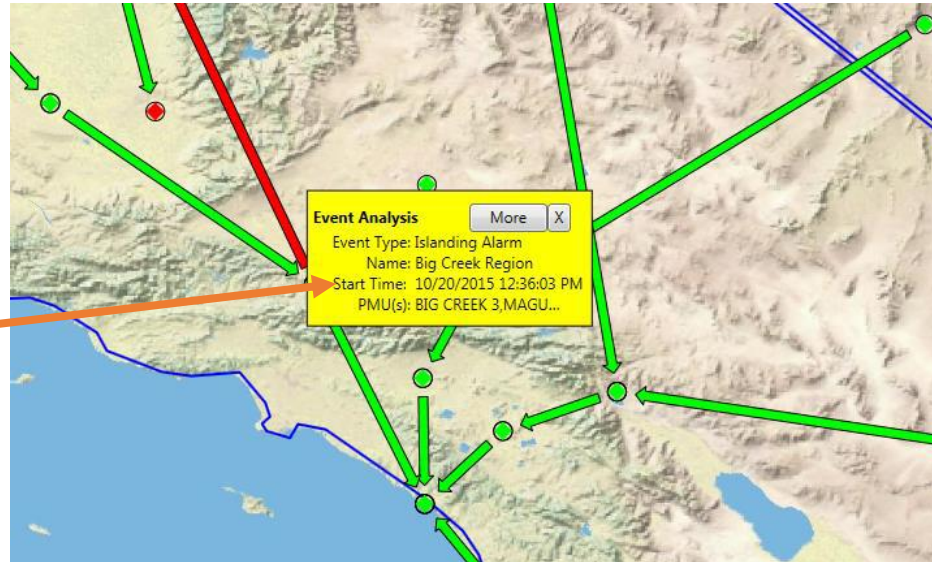 Event Analysis More X
Event Type: Islanding Alarm
Name: Big Creek Region
Start Time: 10/20/2015 12:36:03 PM
PMU(s): BIG CREEK 3,MAGU...